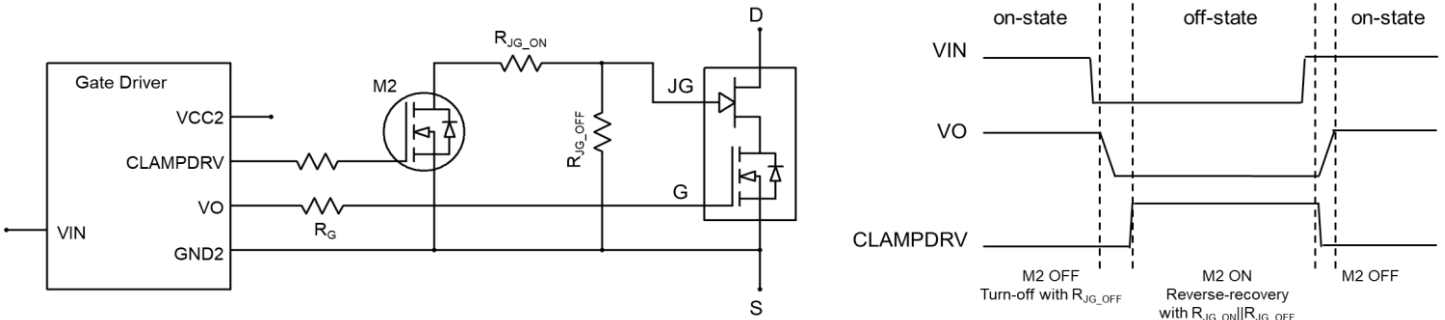 Gate Driver
VCC2
CLAMPDRV
VO
VIN
GND2
M2
R_JG_ON
R_JG_OFF
R_G
JG
G
D
S
on-state off-state on-state
VIN
VO
CLAMPDRV
M2 OFF
Turn-off with R_JG_OFF
M2 ON
Reverse-recovery
with R_JG_ON||R_JG_OFF
M2 OFF